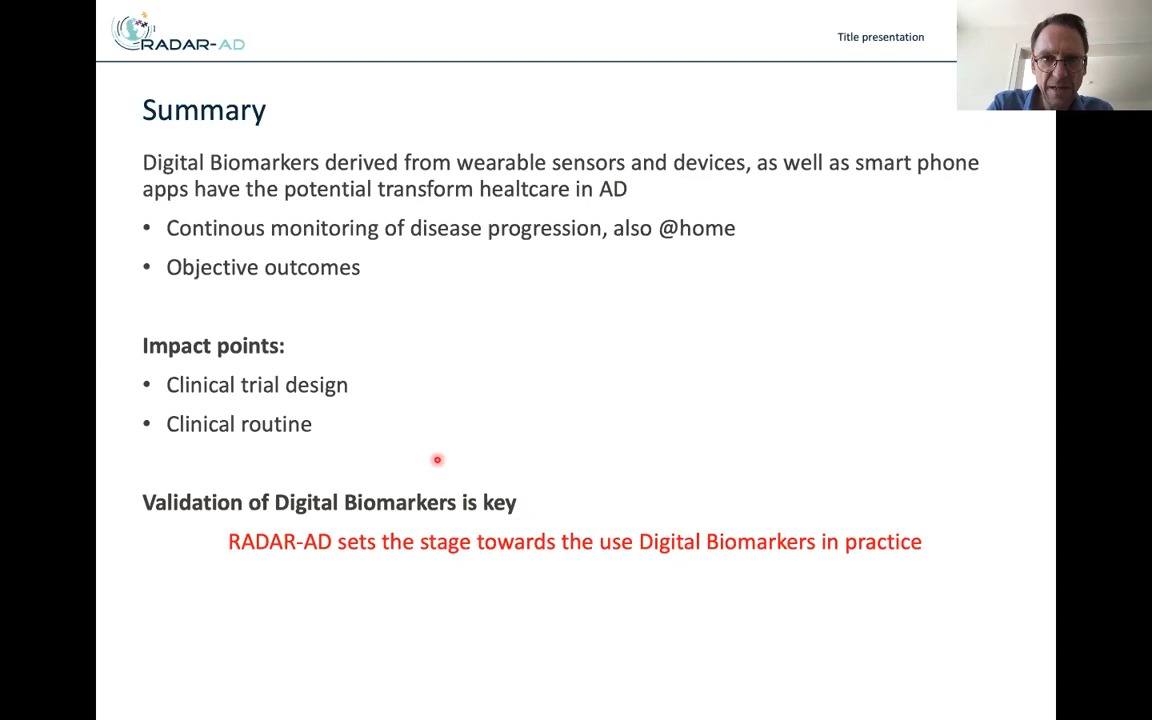 RADAR-AD
Title presentation
Summary
Digital Biomarkers derived from wearable sensors and devices, as well as smart phone
apps have the potential transform healtcare in AD
• Continous monitoring of disease progression, also @home
• Objective outcomes
Impact points:
• Clinical trial design
• Clinical routine
Validation of Digital Biomarkers is key
RADAR-AD sets the stage towards the use Digital Biomarkers in practice